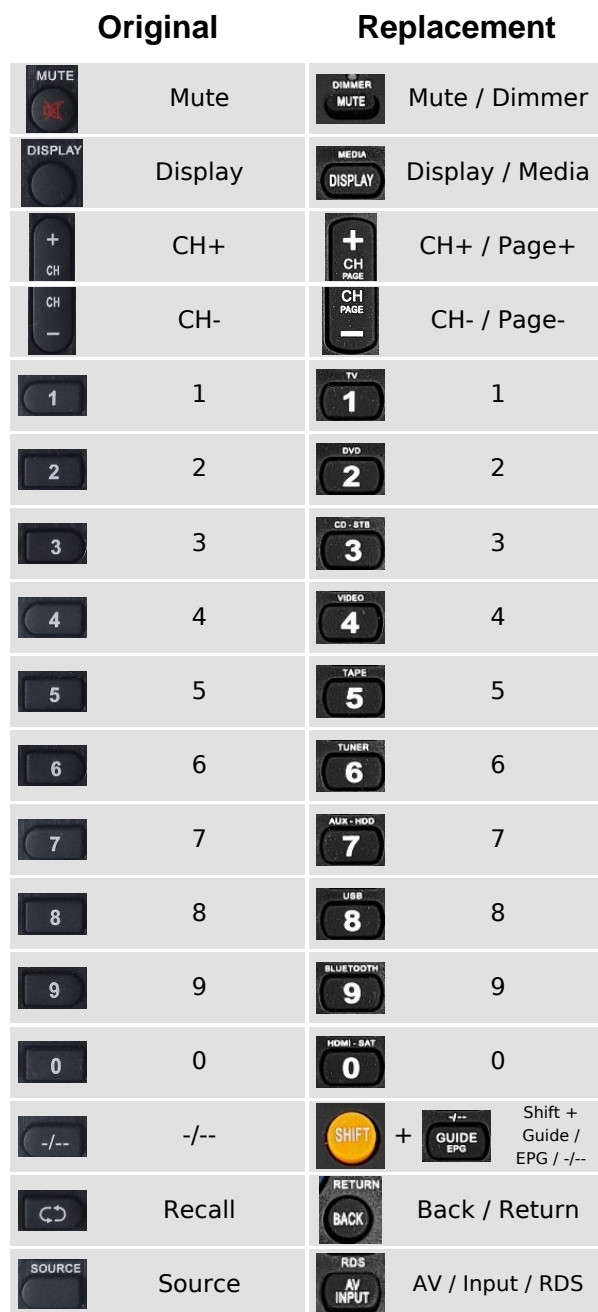 Original Replacement
MUTE Mute DIMMER MUTE Mute / Dimmer
DISPLAY Display MEDIA DISPLAY Display / Media
+ CH CH+ + CH PAGE CH+ / Page+
CH − CH- CH PAGE − CH- / Page-
1 1 TV 1 1
2 2 DVD 2 2
3 3 CD - STB 3 3
4 4 VIDEO 4 4
5 5 TAPE 5 5
6 6 TUNER 6 6
7 7 AUX - HDD 7 7
8 8 USB 8 8
9 9 BLUETOOTH 9 9
0 0 HDMI - SAT 0 0
-/-- -/-- SHIFT + -/-- GUIDE EPG Shift +
Guide /
EPG / -/--
Recall RETURN BACK Back / Return
SOURCE Source RDS AV INPUT AV / Input / RDS